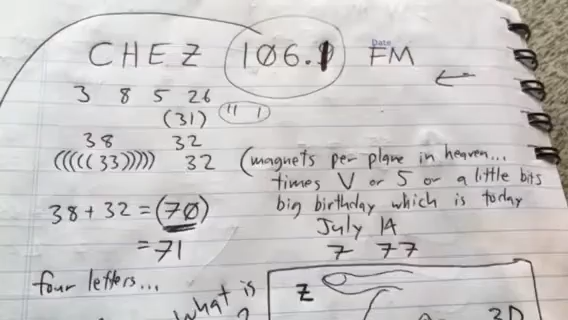 CHEZ 106.1 FM
Date
3 8 5 26 ←
(31) (11 1)
38 32
(((((33))))) 32 (magnets per plane in heaven...
times V or 5 or a little bits
38 + 32 = (70) big birthday which is today
July 14
= 71 7 77
four letters...
What is
?
Z
3D